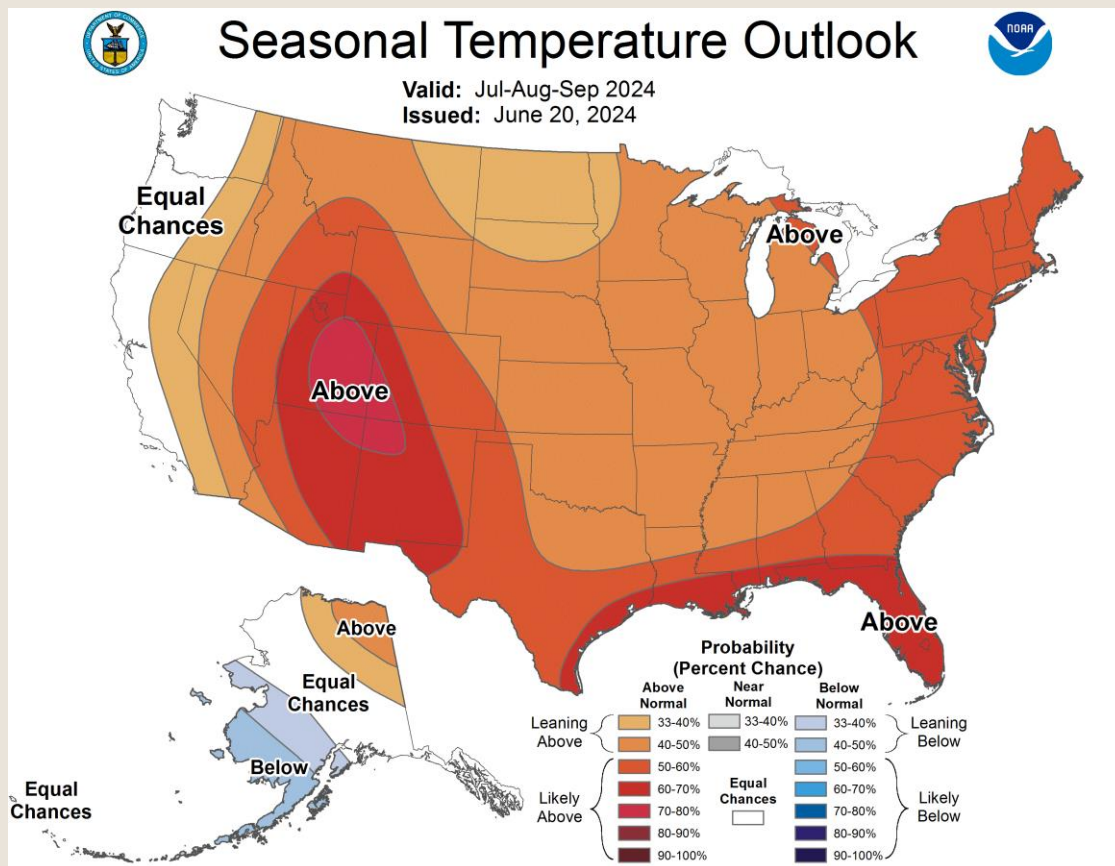 Seasonal Temperature Outlook
NOAA
Valid: Jul-Aug-Sep 2024
Issued: June 20, 2024
Equal
Chances
Above
Above
Above
Above
Equal
Chances
Below
Equal
Chances
Probability
(Percent Chance)
Above
Normal
Near
Normal
Below
Normal
Leaning
Above
33-40%
40-50%
33-40%
40-50%
33-40%
40-50%
Leaning
Below
Likely
Above
50-60%
60-70%
70-80%
80-90%
90-100%
Equal
Chances
50-60%
60-70%
70-80%
80-90%
90-100%
Likely
Below